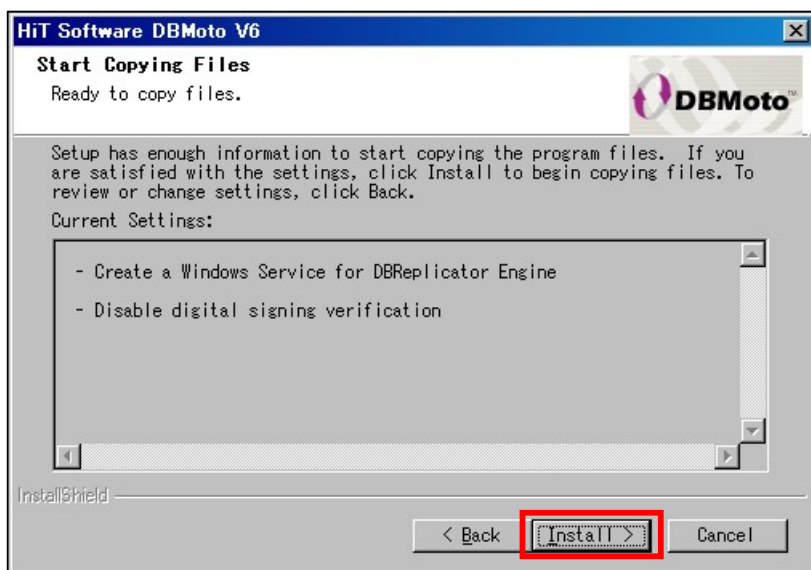 HiT Software DBMoto V6
Start Copying Files
Ready to copy files.
DBMoto™
Setup has enough information to start copying the program files.  If you
are satisfied with the settings, click Install to begin copying files. To
review or change settings, click Back.
Current Settings:
- Create a Windows Service for DBReplicator Engine
- Disable digital signing verification
InstallShield
< Back
Install >
Cancel